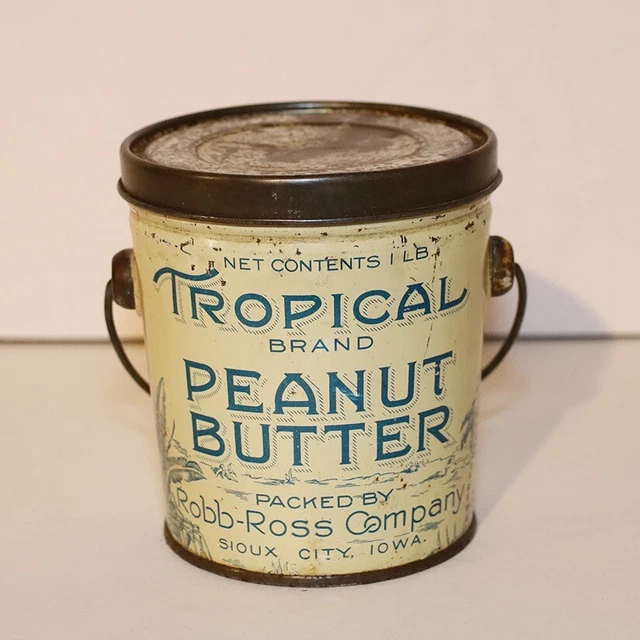 NET CONTENTS 1 LB.
TROPICAL
BRAND
PEANUT
BUTTER
PACKED BY
Robb-Ross Company
SIOUX CITY, IOWA.